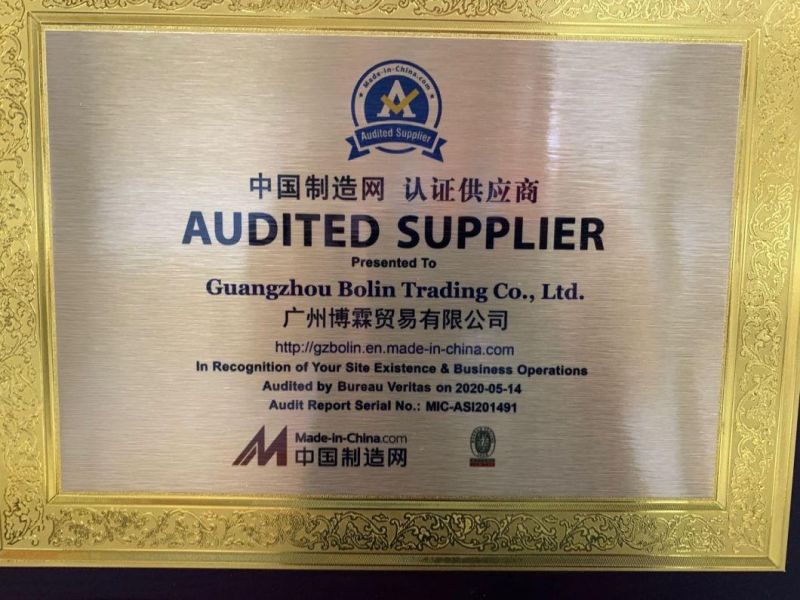 Made-in-China.com
A
Audited Supplier
中国制造网 认证供应商
AUDITED SUPPLIER
Presented To
Guangzhou Bolin Trading Co., Ltd.
广州博霖贸易有限公司
http://gzbolin.en.made-in-china.com
In Recognition of Your Site Existence & Business Operations
Audited by Bureau Veritas on 2020-05-14
Audit Report Serial No.: MIC-ASI201491
Made-in-China.com
中国制造网